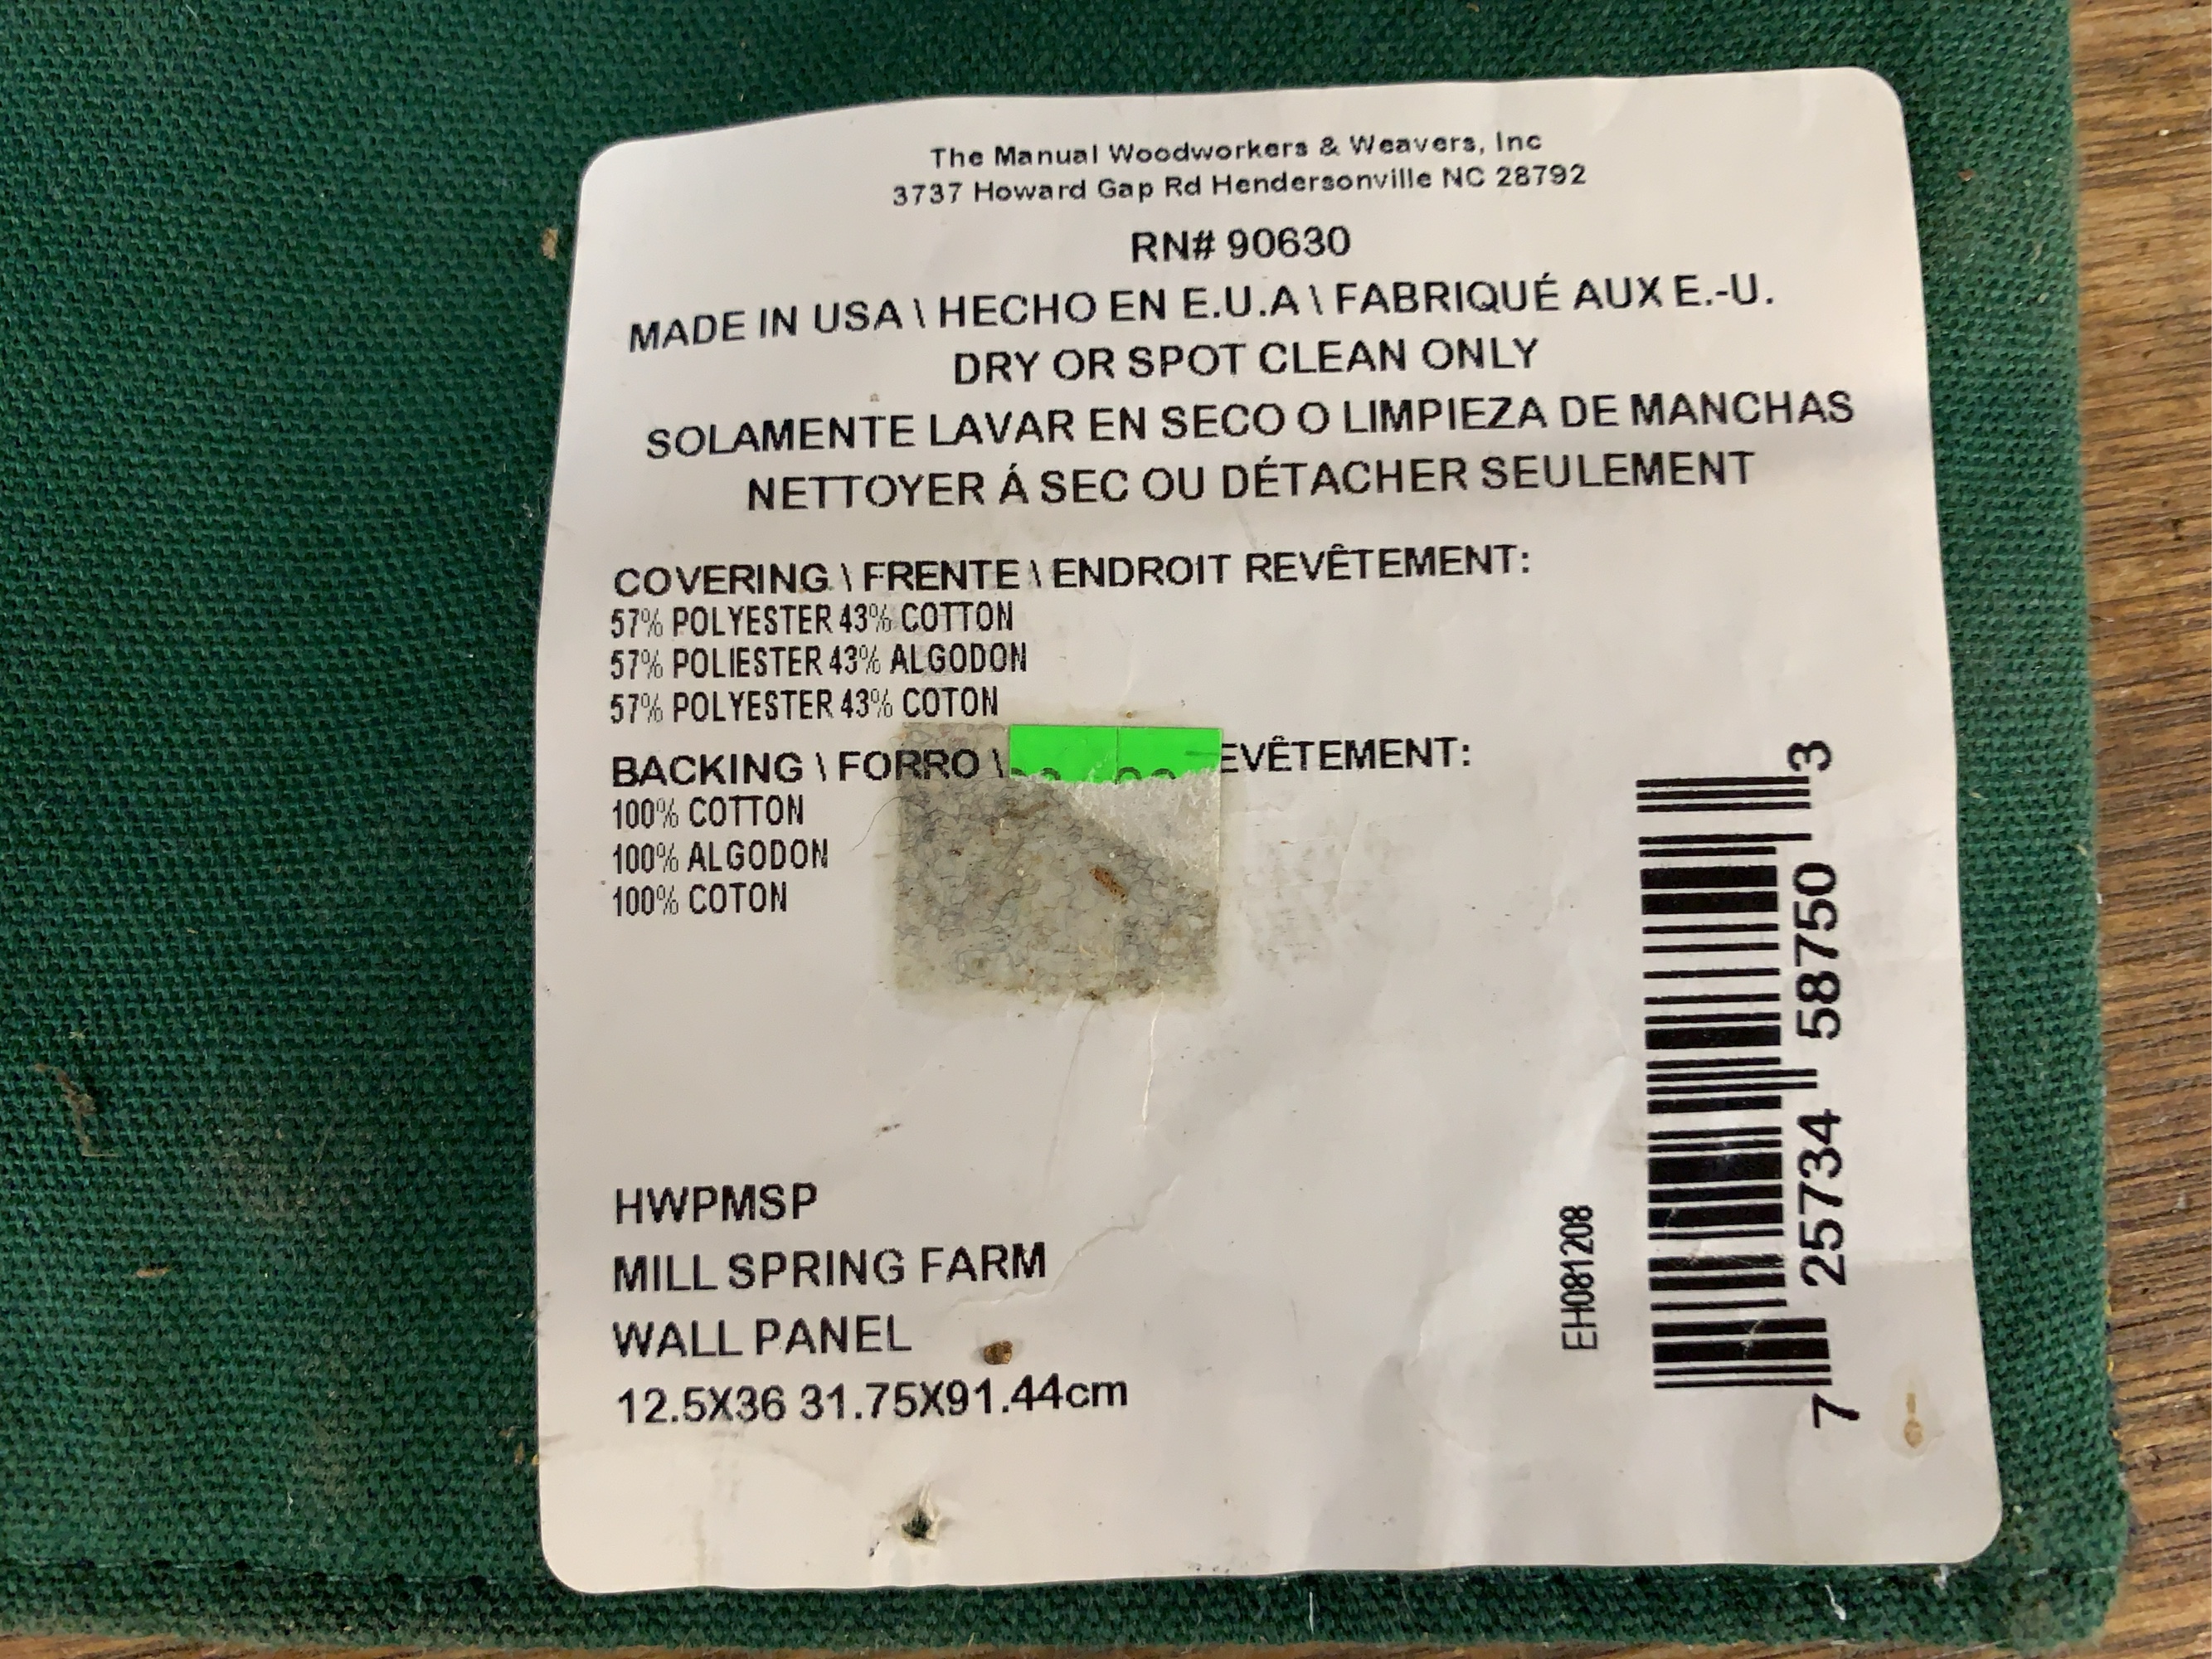 The Manual Woodworkers & Weavers, Inc
3737 Howard Gap Rd Hendersonville NC 28792
RN# 90630
MADE IN USA \ HECHO EN E.U.A \ FABRIQUÉ AUX E.-U.
DRY OR SPOT CLEAN ONLY
SOLAMENTE LAVAR EN SECO O LIMPIEZA DE MANCHAS
NETTOYER Á SEC OU DÉTACHER SEULEMENT
COVERING \ FRENTE \ ENDROIT REVÊTEMENT:
57% POLYESTER 43% COTTON
57% POLIESTER 43% ALGODON
57% POLYESTER 43% COTON
BACKING \ FORRO \ EVÊTEMENT:
100% COTTON
100% ALGODON
100% COTON
HWPMSP
MILL SPRING FARM
WALL PANEL
12.5X36 31.75X91.44cm
EH081208
7 25734 58750 3